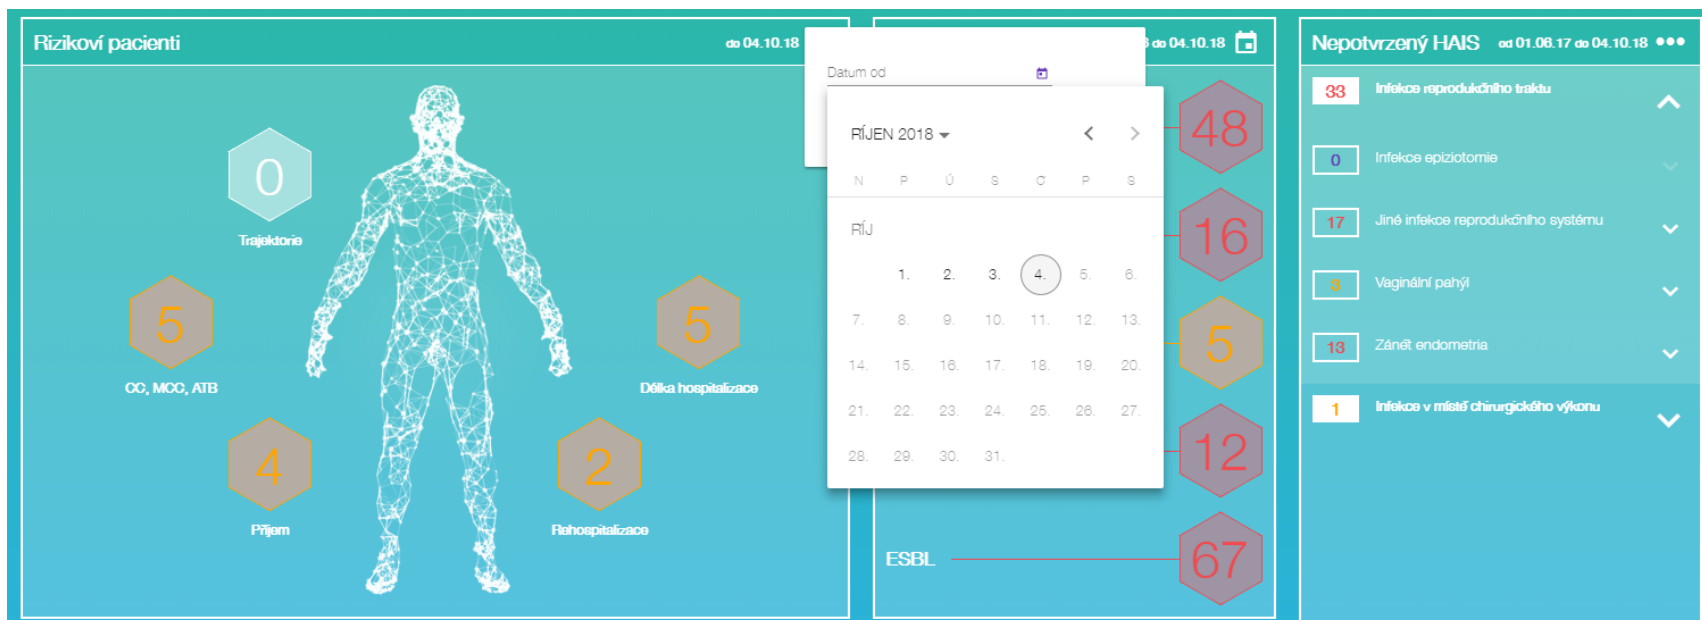 Rizikoví pacienti
do 04.10.18
0
Trajektorie
5
CC, MCC, ATB
5
Délka hospitalizace
4
Příjem
2
Rehospitalizace
do 04.10.18
Datum od
ŘÍJEN 2018
N P Ú S Č P S
ŘÍJ
1. 2. 3. 4. 5. 6.
7. 8. 9. 10. 11. 12. 13.
14. 15. 16. 17. 18. 19. 20.
21. 22. 23. 24. 25. 26. 27.
28. 29. 30. 31.
48
16
5
12
ESBL
67
Nepotvrzený HAIS od 01.06.17 do 04.10.18
33 Infekce reprodukčního traktu
0 Infekce epiziotomie
17 Jiné infekce reprodukčního systému
3 Vaginální pahýl
13 Zánět endometria
1 Infekce v místě chirurgického výkonu